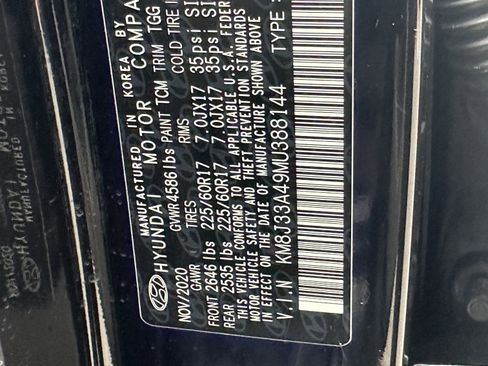 MANUFACTURED IN KOREA BY
HYUNDAI MOTOR COMPA
NOV/2020 GVWR 4586 lbs PAINT TCM TRIM TGG
GAWR TIRES RIMS COLD TIRE
FRONT 2646 lbs 225/60R17 7.0JX17 35psi
REAR 2535 lbs 225/60R17 7.0JX17 35psi
THIS VEHICLE CONFORMS TO ALL APPLICABLE U.S.A. FEDERAL
MOTOR VEHICLE SAFETY, BUMPER, AND THEFT PREVENTION STANDARDS
IN EFFECT ON THE DATE OF MANUFACTURE SHOWN ABOVE
V.I.N KM8J33A49MU388144 TYPE :